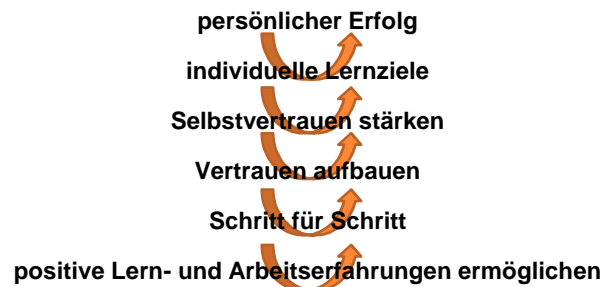 persönlicher Erfolg
individuelle Lernziele
Selbstvertrauen stärken
Vertrauen aufbauen
Schritt für Schritt
positive Lern- und Arbeitserfahrungen ermöglichen